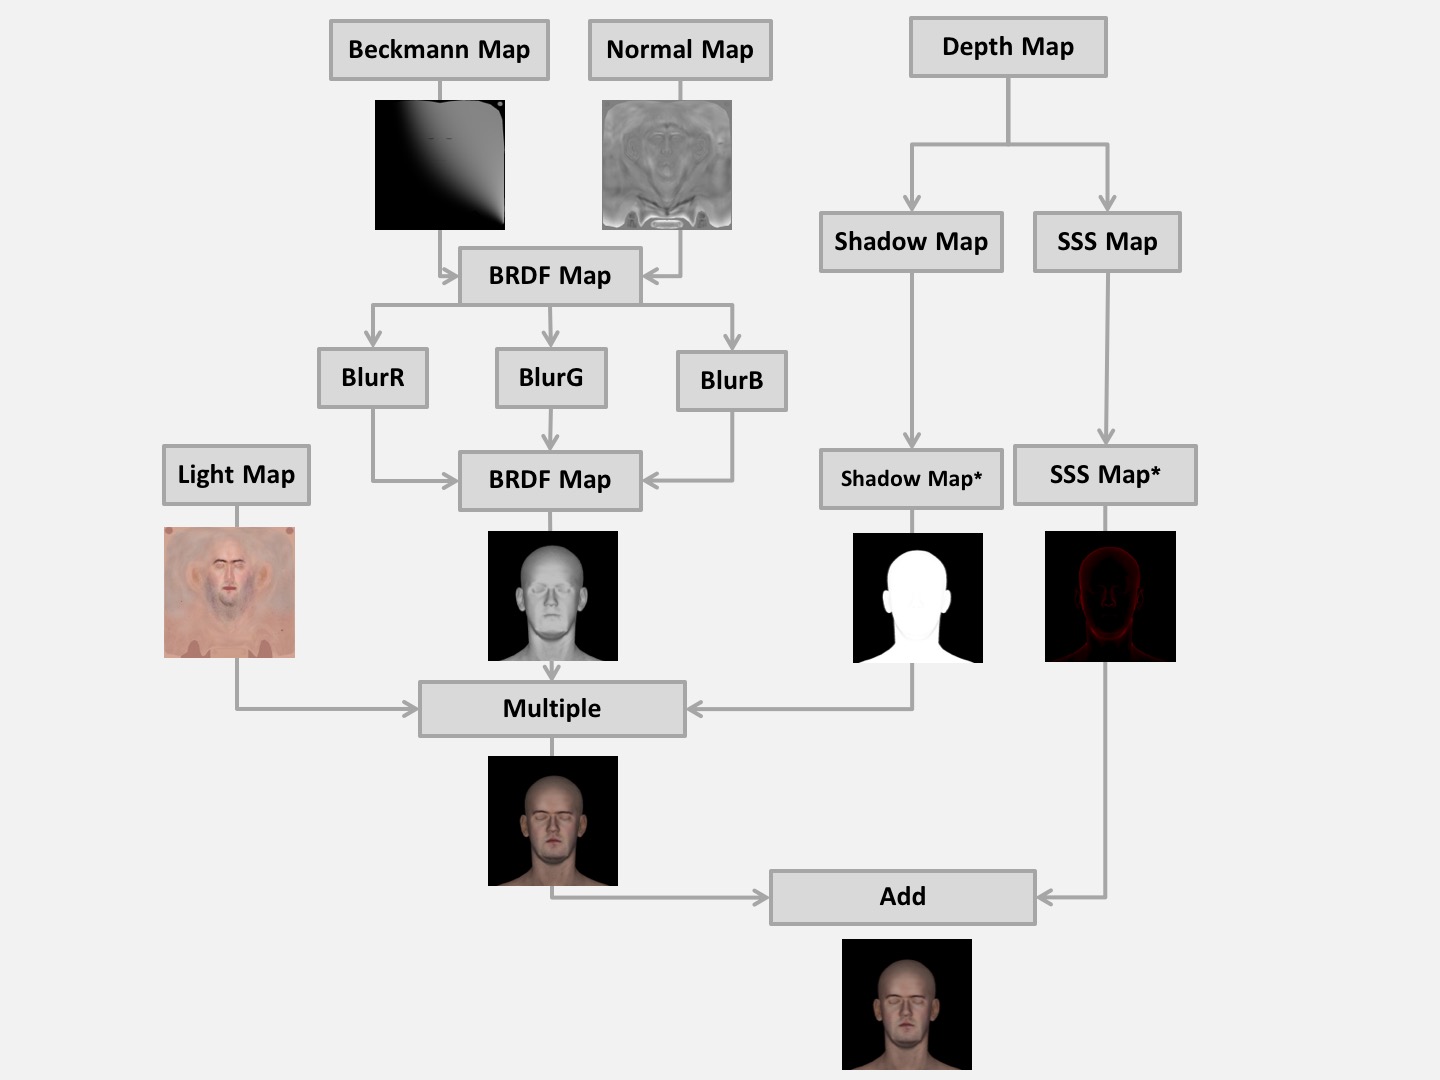 Beckmann Map
Normal Map
Depth Map
Shadow Map
SSS Map
BRDF Map
BlurR
BlurG
BlurB
Light Map
BRDF Map
Shadow Map*
SSS Map*
Multiple
Add